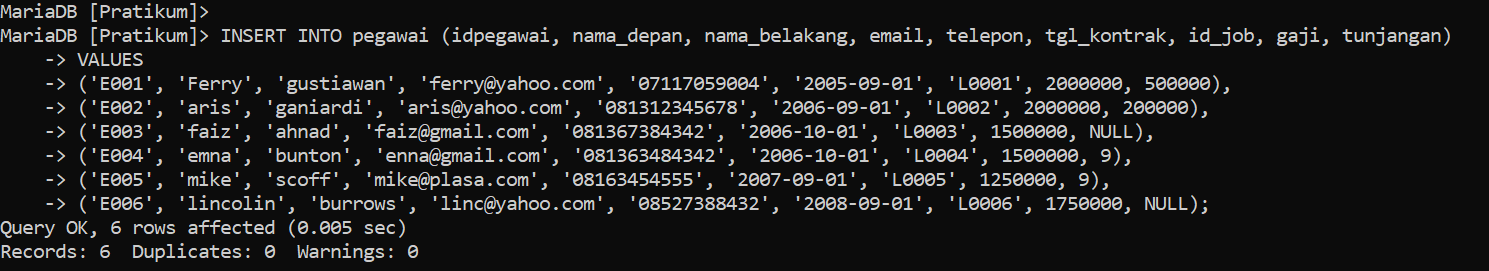 MariaDB [Pratikum]>
MariaDB [Pratikum]> INSERT INTO pegawai (idpegawai, nama_depan, nama_belakang, email, telepon, tgl_kontrak, id_job, gaji, tunjangan)
    -> VALUES
    -> ('E001', 'Ferry', 'gustiawan', 'ferry@yahoo.com', '07117059004', '2005-09-01', 'L0001', 2000000, 500000),
    -> ('E002', 'aris', 'ganiardi', 'aris@yahoo.com', '081312345678', '2006-09-01', 'L0002', 2000000, 200000),
    -> ('E003', 'faiz', 'ahnad', 'faiz@gmail.com', '081367384342', '2006-10-01', 'L0003', 1500000, NULL),
    -> ('E004', 'emna', 'bunton', 'enna@gmail.com', '081363484342', '2006-10-01', 'L0004', 1500000, 9),
    -> ('E005', 'mike', 'scoff', 'mike@plasa.com', '08163454555', '2007-09-01', 'L0005', 1250000, 9),
    -> ('E006', 'lincolin', 'burrows', 'linc@yahoo.com', '08527388432', '2008-09-01', 'L0006', 1750000, NULL);
Query OK, 6 rows affected (0.005 sec)
Records: 6  Duplicates: 0  Warnings: 0